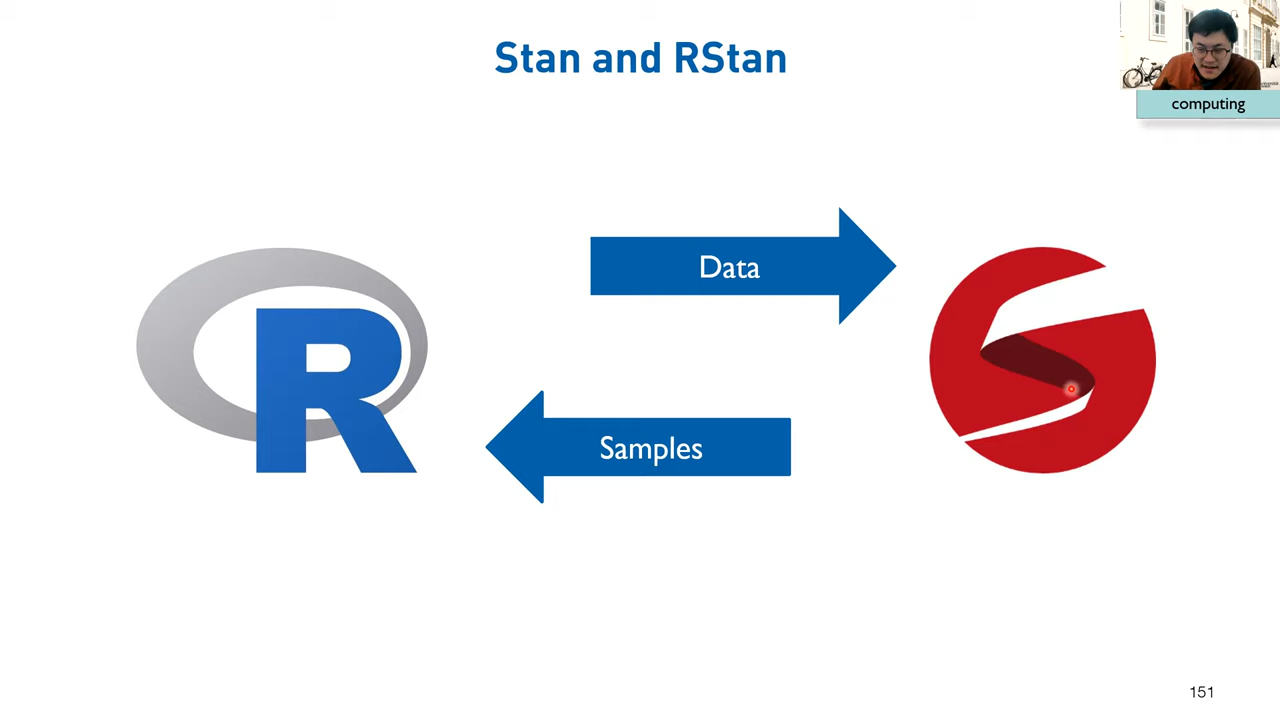 Stan and RStan
computing
Data
R
Samples
151